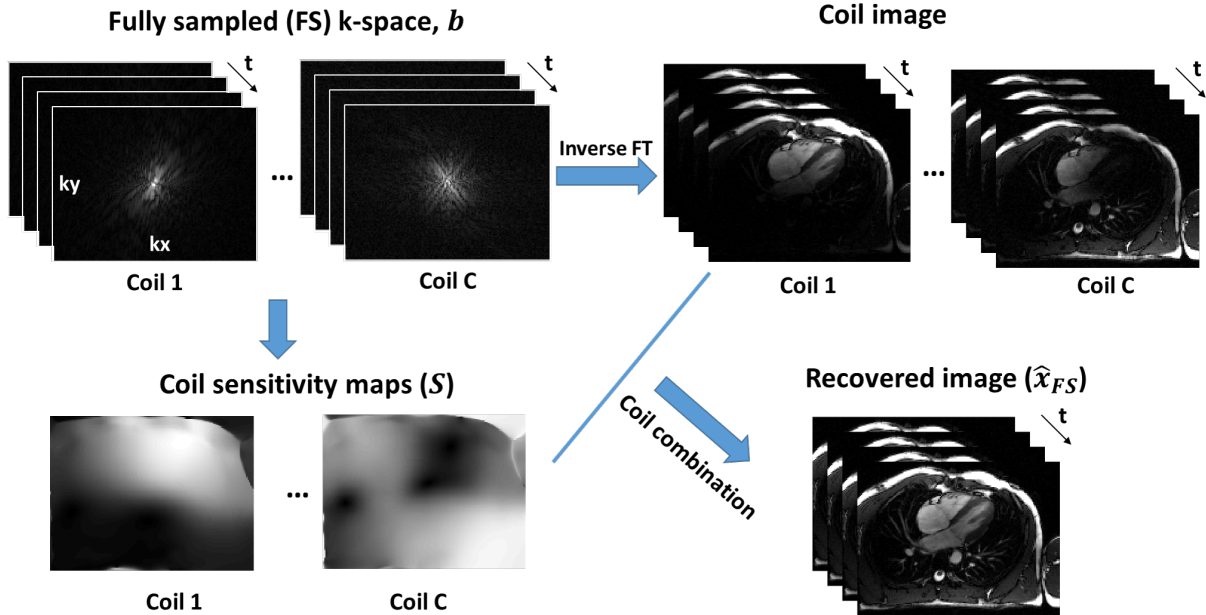 Fully sampled (FS) k-space, b
Coil image
t
t
t
t
ky
kx
...
Inverse FT
...
Coil 1
Coil C
Coil 1
Coil C
Coil sensitivity maps (S)
Recovered image (x̂_FS)
t
Coil combination
...
Coil 1
Coil C